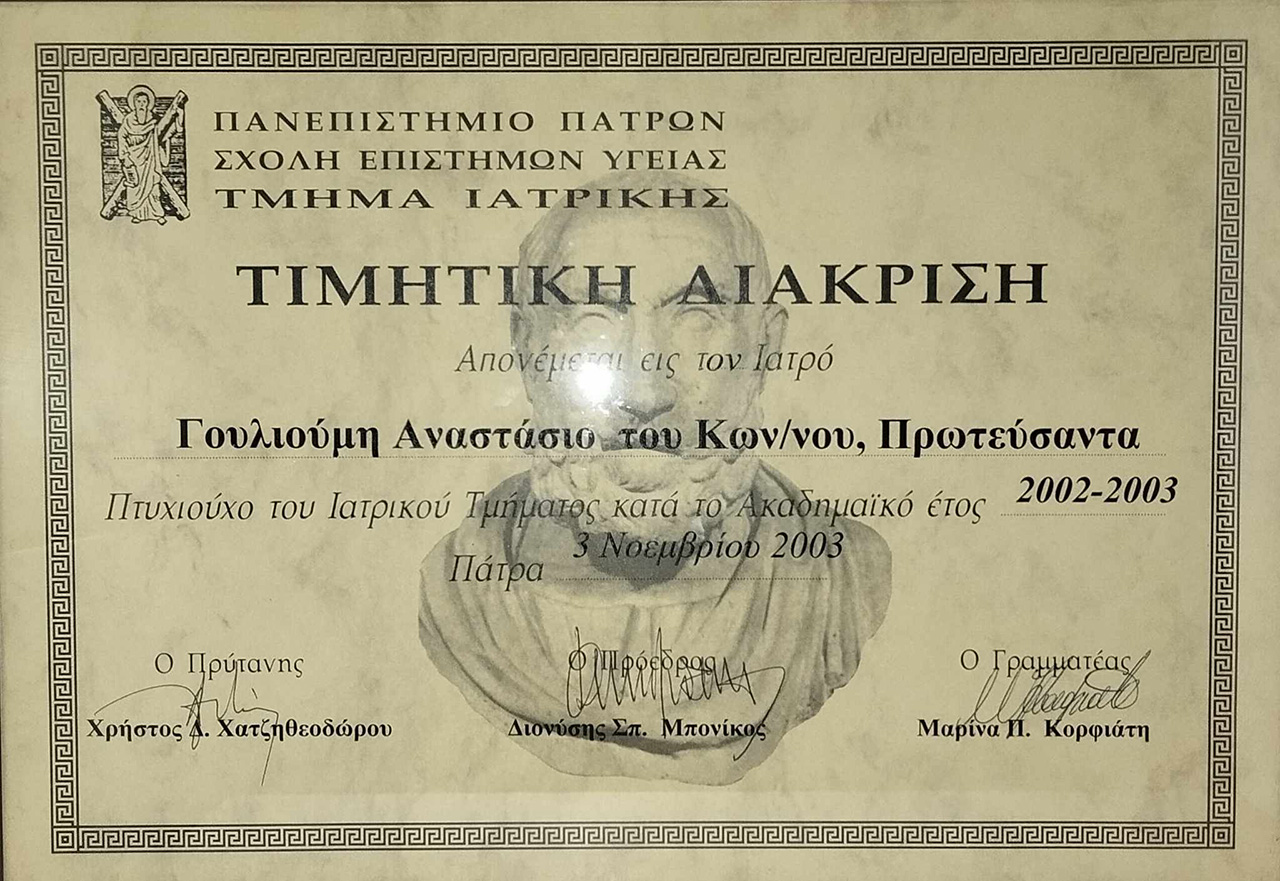 ΠΑΝΕΠΙΣΤΗΜΙΟ ΠΑΤΡΩΝ
ΣΧΟΛΗ ΕΠΙΣΤΗΜΩΝ ΥΓΕΙΑΣ
ΤΜΗΜΑ ΙΑΤΡΙΚΗΣ
ΤΙΜΗΤΙΚΗ ΔΙΑΚΡΙΣΗ
Απονέμεται εις τον Ιατρό
Γουλιούμη Αναστάσιο του Κων/νου, Πρωτεύσαντα
Πτυχιούχο του Ιατρικού Τμήματος κατά το Ακαδημαϊκό έτος 2002-2003
Πάτρα 3 Νοεμβρίου 2003
Ο Πρύτανης Ο Πρόεδρος Ο Γραμματέας
Χρήστος Δ. Χατζηθεοδώρου Διονύσης Σπ. Μπονίκος Μαρίνα Π. Κορφιάτη